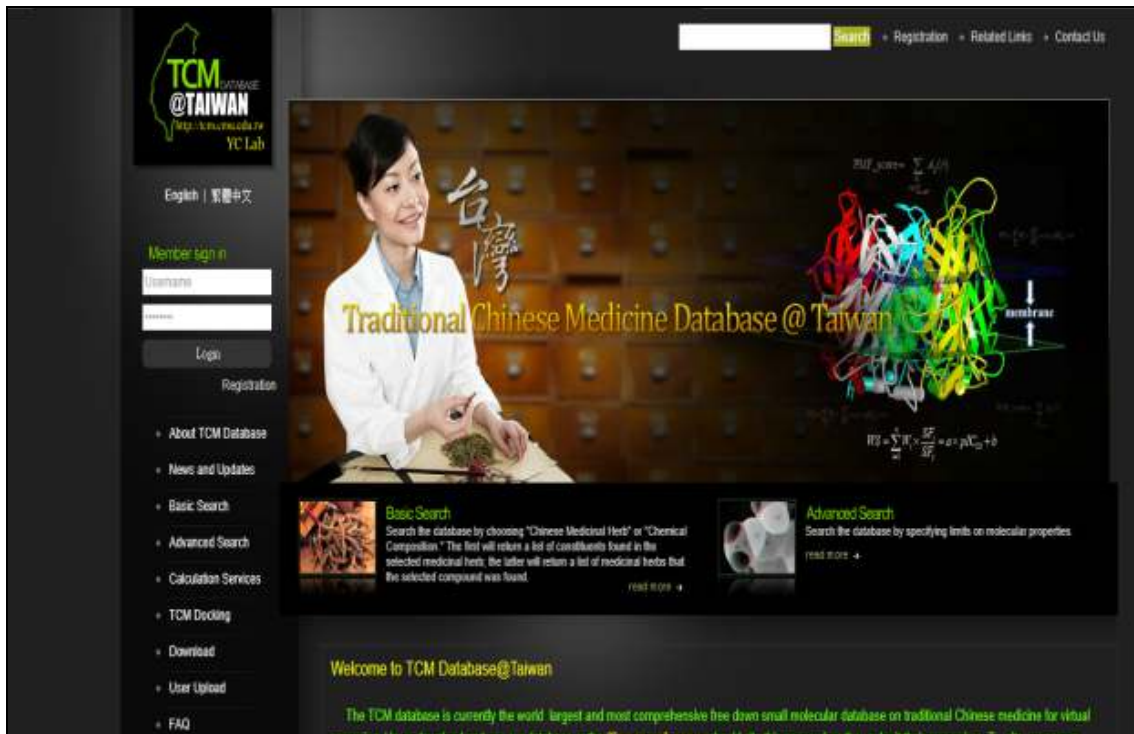 TCM DATABASE
@TAIWAN
http://tcm.cmu.edu.tw
YC Lab
Search
Registration
Related Links
Contact Us
English | 繁體中文
Member sign in
Username
Login
Registration
About TCM Database
News and Updates
Basic Search
Advanced Search
Calculation Services
TCM Docking
Download
User Upload
FAQ
台灣
Traditional Chinese Medicine Database @ Taiwan
membrane
Basic Search
Search the database by choosing "Chinese Medicinal Herb" or "Chemical
Composition." The first will return a list of constituents found in the
selected medicinal herb; the latter will return a list of medicinal herbs that
the selected compound was found.
read more
Advanced Search
Search the database by specifying limits on molecular properties
read more
Welcome to TCM Database@Taiwan
The TCM database is currently the world largest and most comprehensive free down small molecular database on traditional Chinese medicine for virtual